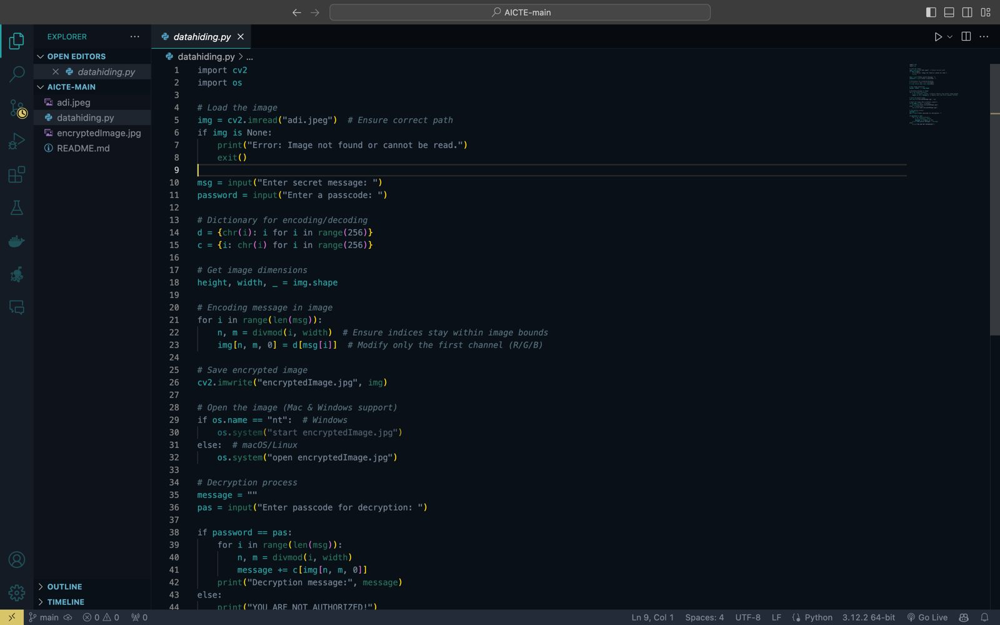 AICTE-main
EXPLORER
OPEN EDITORS
datahiding.py
AICTE-MAIN
adi.jpeg
datahiding.py
encryptedImage.jpg
README.md
OUTLINE
TIMELINE
datahiding.py
datahiding.py > ...
1 import cv2
2 import os
3
4 # Load the image
5 img = cv2.imread("adi.jpeg")  # Ensure correct path
6 if img is None:
7     print("Error: Image not found or cannot be read.")
8     exit()
9
10 msg = input("Enter secret message: ")
11 password = input("Enter a passcode: ")
12
13 # Dictionary for encoding/decoding
14 d = {chr(i): i for i in range(256)}
15 c = {i: chr(i) for i in range(256)}
16
17 # Get image dimensions
18 height, width, _ = img.shape
19
20 # Encoding message in image
21 for i in range(len(msg)):
22     n, m = divmod(i, width)  # Ensure indices stay within image bounds
23     img[n, m, 0] = d[msg[i]]  # Modify only the first channel (R/G/B)
24
25 # Save encrypted image
26 cv2.imwrite("encryptedImage.jpg", img)
27
28 # Open the image (Mac & Windows support)
29 if os.name == "nt":  # Windows
30     os.system("start encryptedImage.jpg")
31 else:  # macOS/Linux
32     os.system("open encryptedImage.jpg")
33
34 # Decryption process
35 message = ""
36 pas = input("Enter passcode for decryption: ")
37
38 if password == pas:
39     for i in range(len(msg)):
40         n, m = divmod(i, width)
41         message += c[img[n, m, 0]]
42     print("Decryption message:", message)
43 else:
44     print("YOU ARE NOT AUTHORIZED!")
main 0 0 0 Ln 9, Col 1 Spaces: 4 UTF-8 LF Python 3.12.2 64-bit Go Live